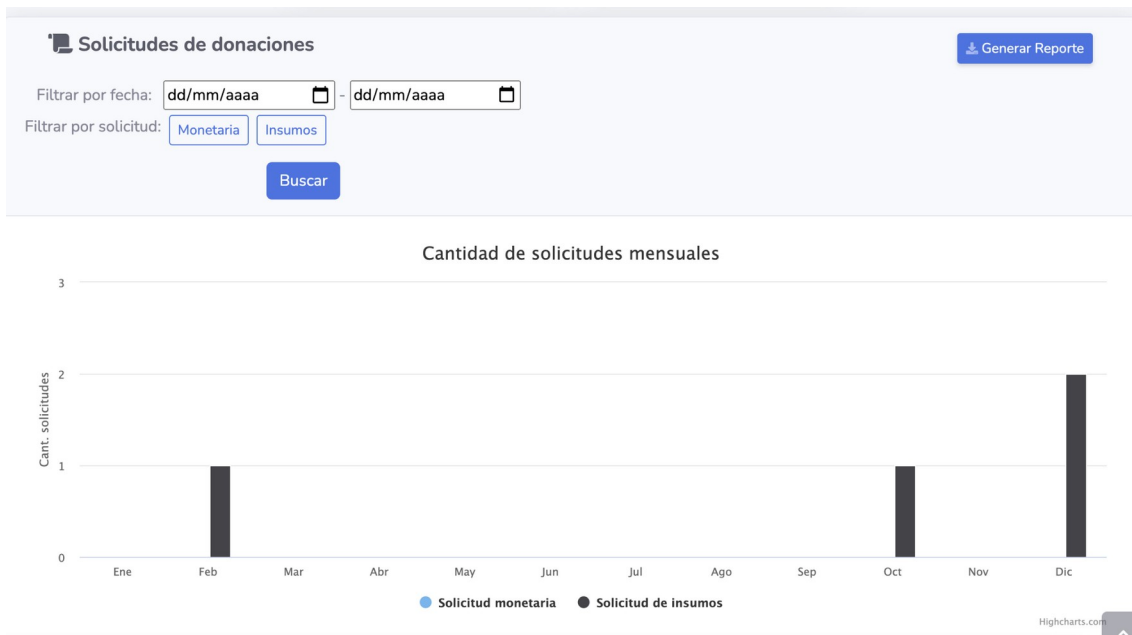 Solicitudes de donaciones
Generar Reporte
Filtrar por fecha: dd/mm/aaaa - dd/mm/aaaa
Filtrar por solicitud: Monetaria Insumos
Buscar
Cantidad de solicitudes mensuales
Cant. solicitudes
3
2
1
0
Ene Feb Mar Abr May Jun Jul Ago Sep Oct Nov Dic
Solicitud monetaria Solicitud de insumos
Highcharts.com